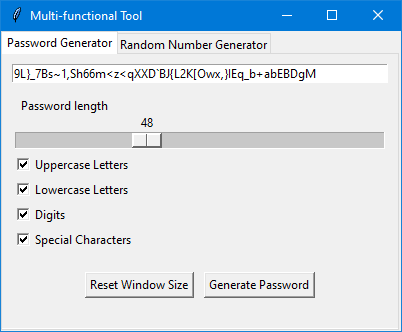 Multi-functional Tool
Password Generator Random Number Generator
9L}_7Bs~1,Sh66m<z<qXXD`BJ{L2K[Owx,}lEq_b+abEBDgM
Password length
48
Uppercase Letters
Lowercase Letters
Digits
Special Characters
Reset Window Size Generate Password